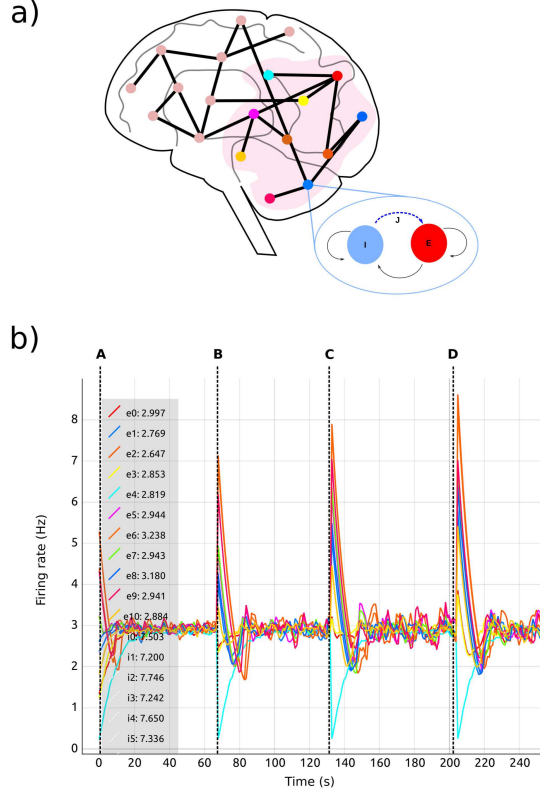 a)
J
I
E
b)
A
B
C
D
e0: 2.997
e1: 2.769
e2: 2.647
e3: 2.853
e4: 2.819
e5: 2.944
e6: 3.238
e7: 2.943
e8: 3.180
e9: 2.941
e10: 2.884
i0: 7.503
i1: 7.200
i2: 7.746
i3: 7.242
i4: 7.650
i5: 7.336
Firing rate (Hz)
8
7
6
5
4
3
2
1
0
0 20 40 60 80 100 120 140 160 180 200 220 240
Time (s)